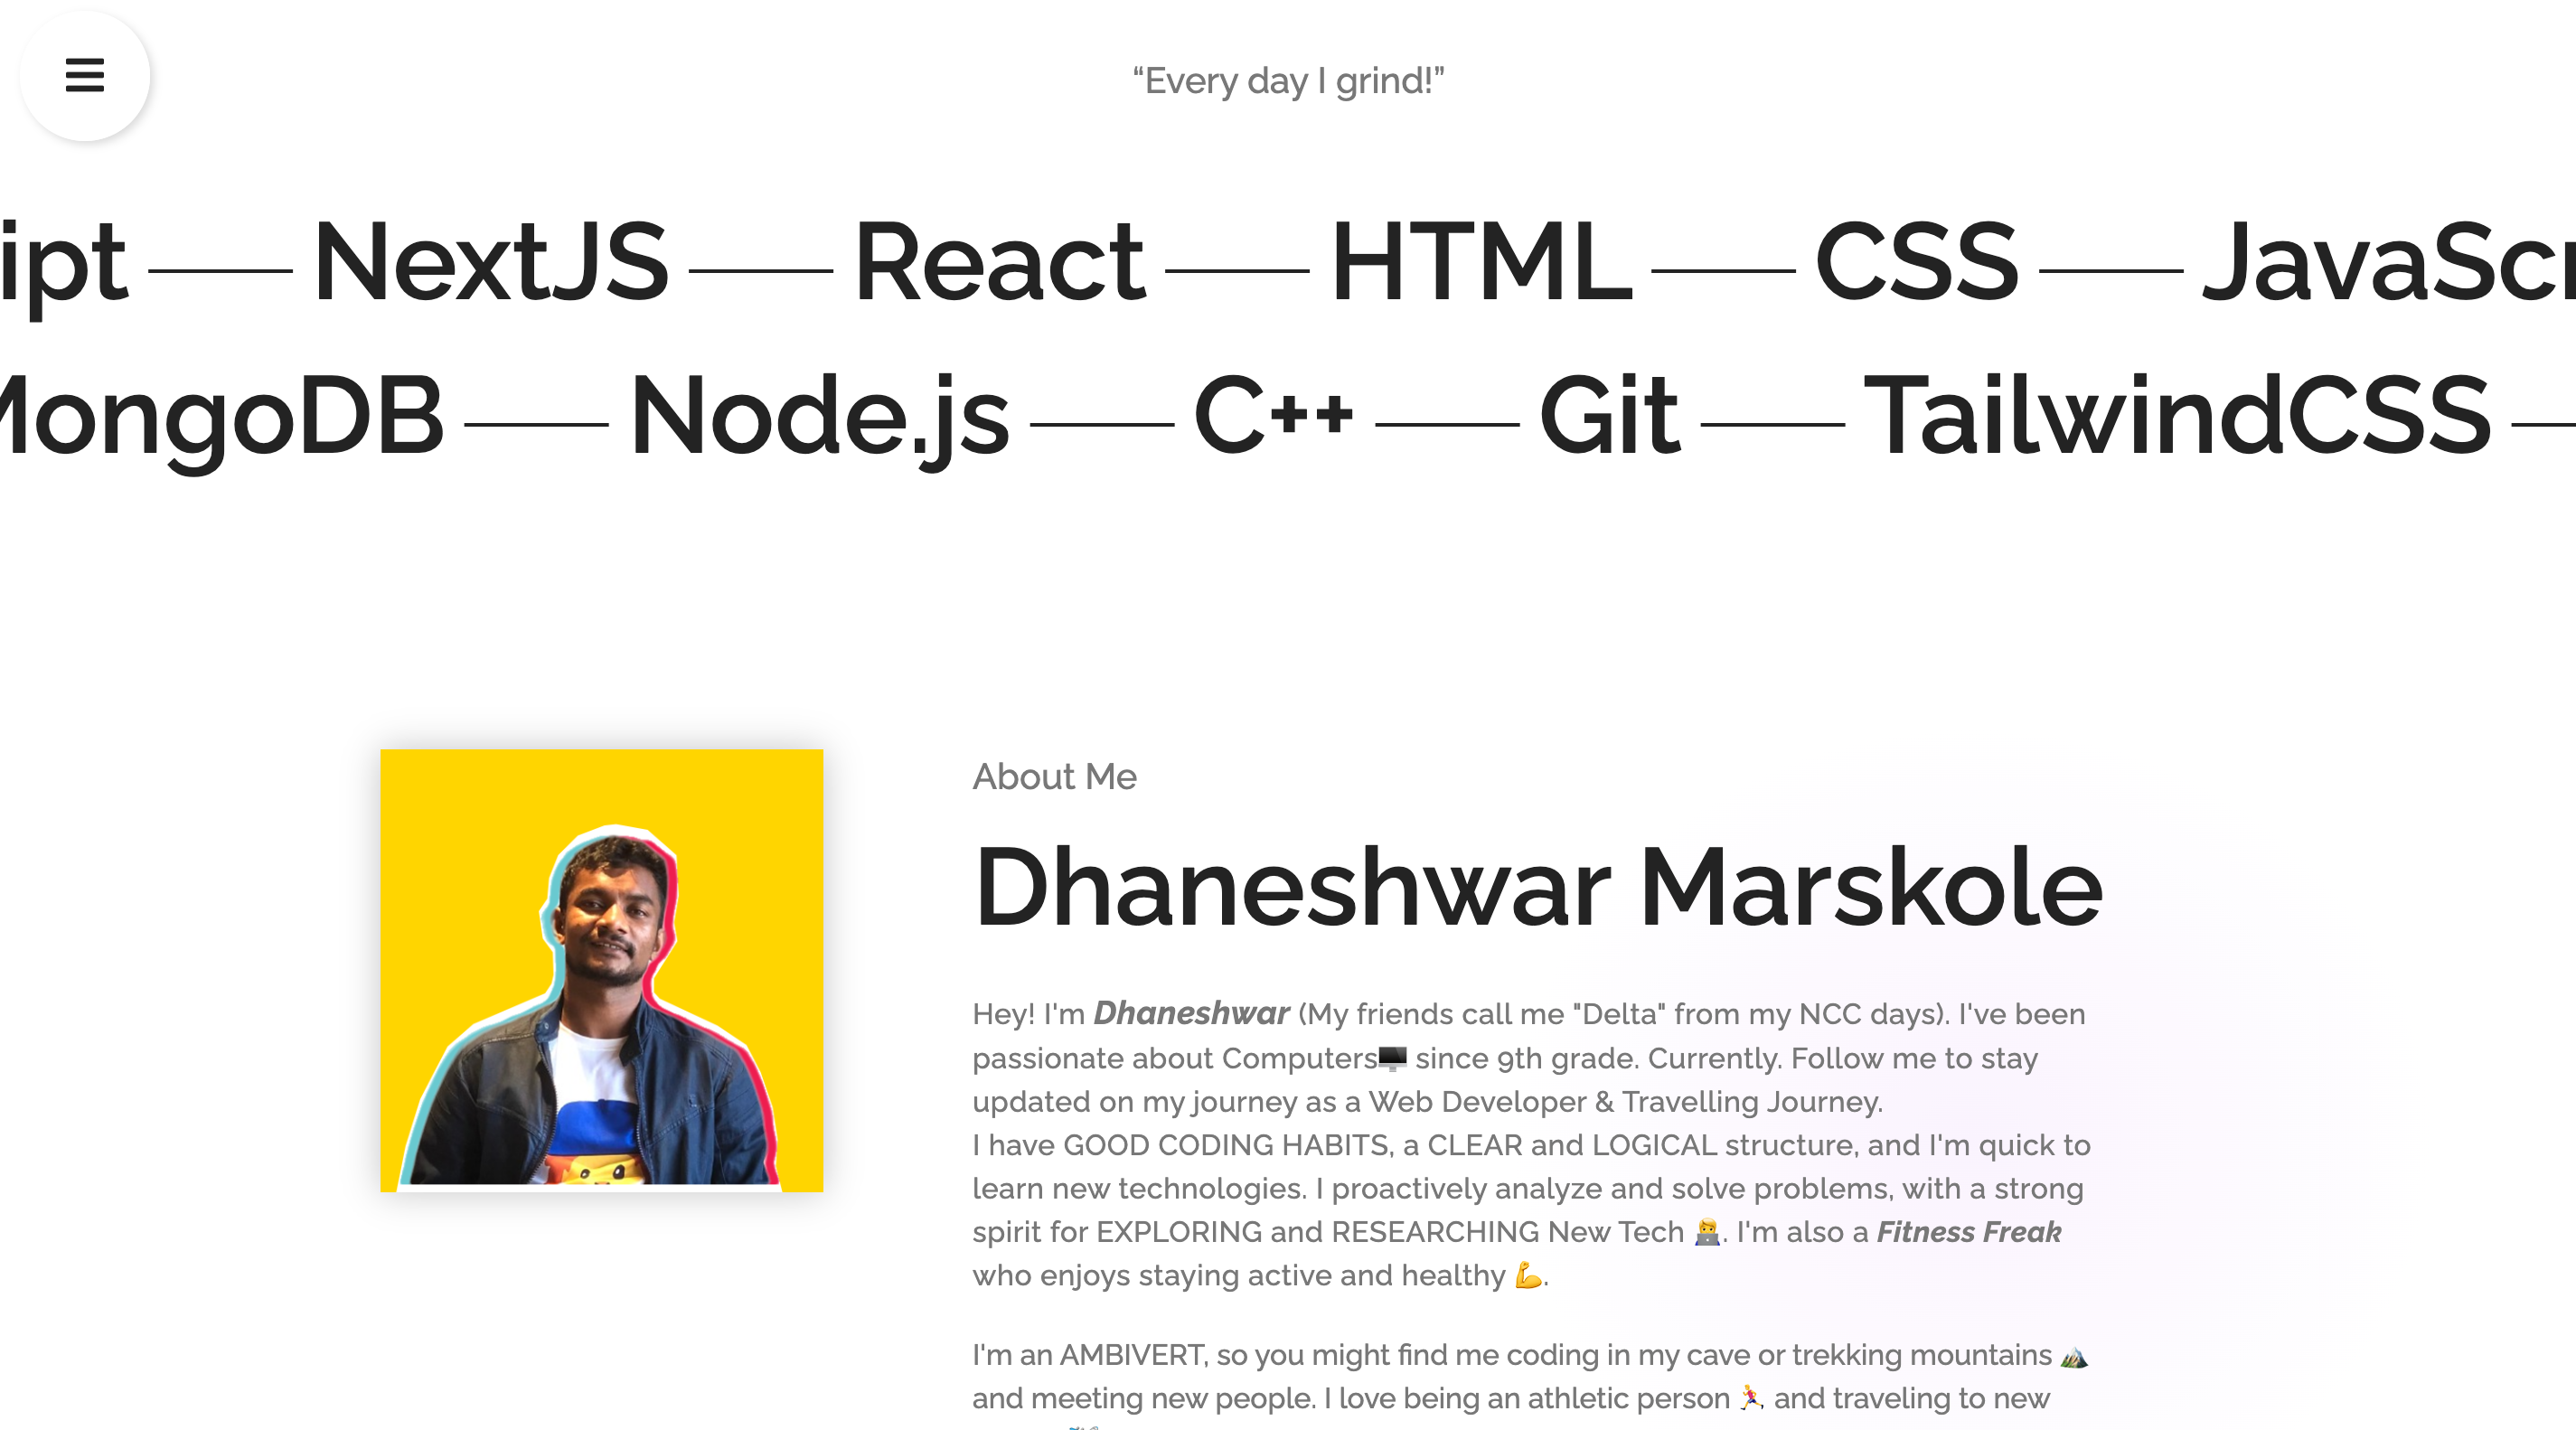 “Every day I grind!”
ipt — NextJS — React — HTML — CSS — JavaScr
MongoDB — Node.js — C++ — Git — TailwindCSS —
About Me
Dhaneshwar Marskole
Hey! I'm Dhaneshwar (My friends call me "Delta" from my NCC days). I've been
passionate about Computers🖥️ since 9th grade. Currently. Follow me to stay
updated on my journey as a Web Developer & Travelling Journey.
I have GOOD CODING HABITS, a CLEAR and LOGICAL structure, and I'm quick to
learn new technologies. I proactively analyze and solve problems, with a strong
spirit for EXPLORING and RESEARCHING New Tech 👨‍💻. I'm also a Fitness Freak
who enjoys staying active and healthy 💪.
I'm an AMBIVERT, so you might find me coding in my cave or trekking mountains 🏔️
and meeting new people. I love being an athletic person 🏃‍♀️ and traveling to new